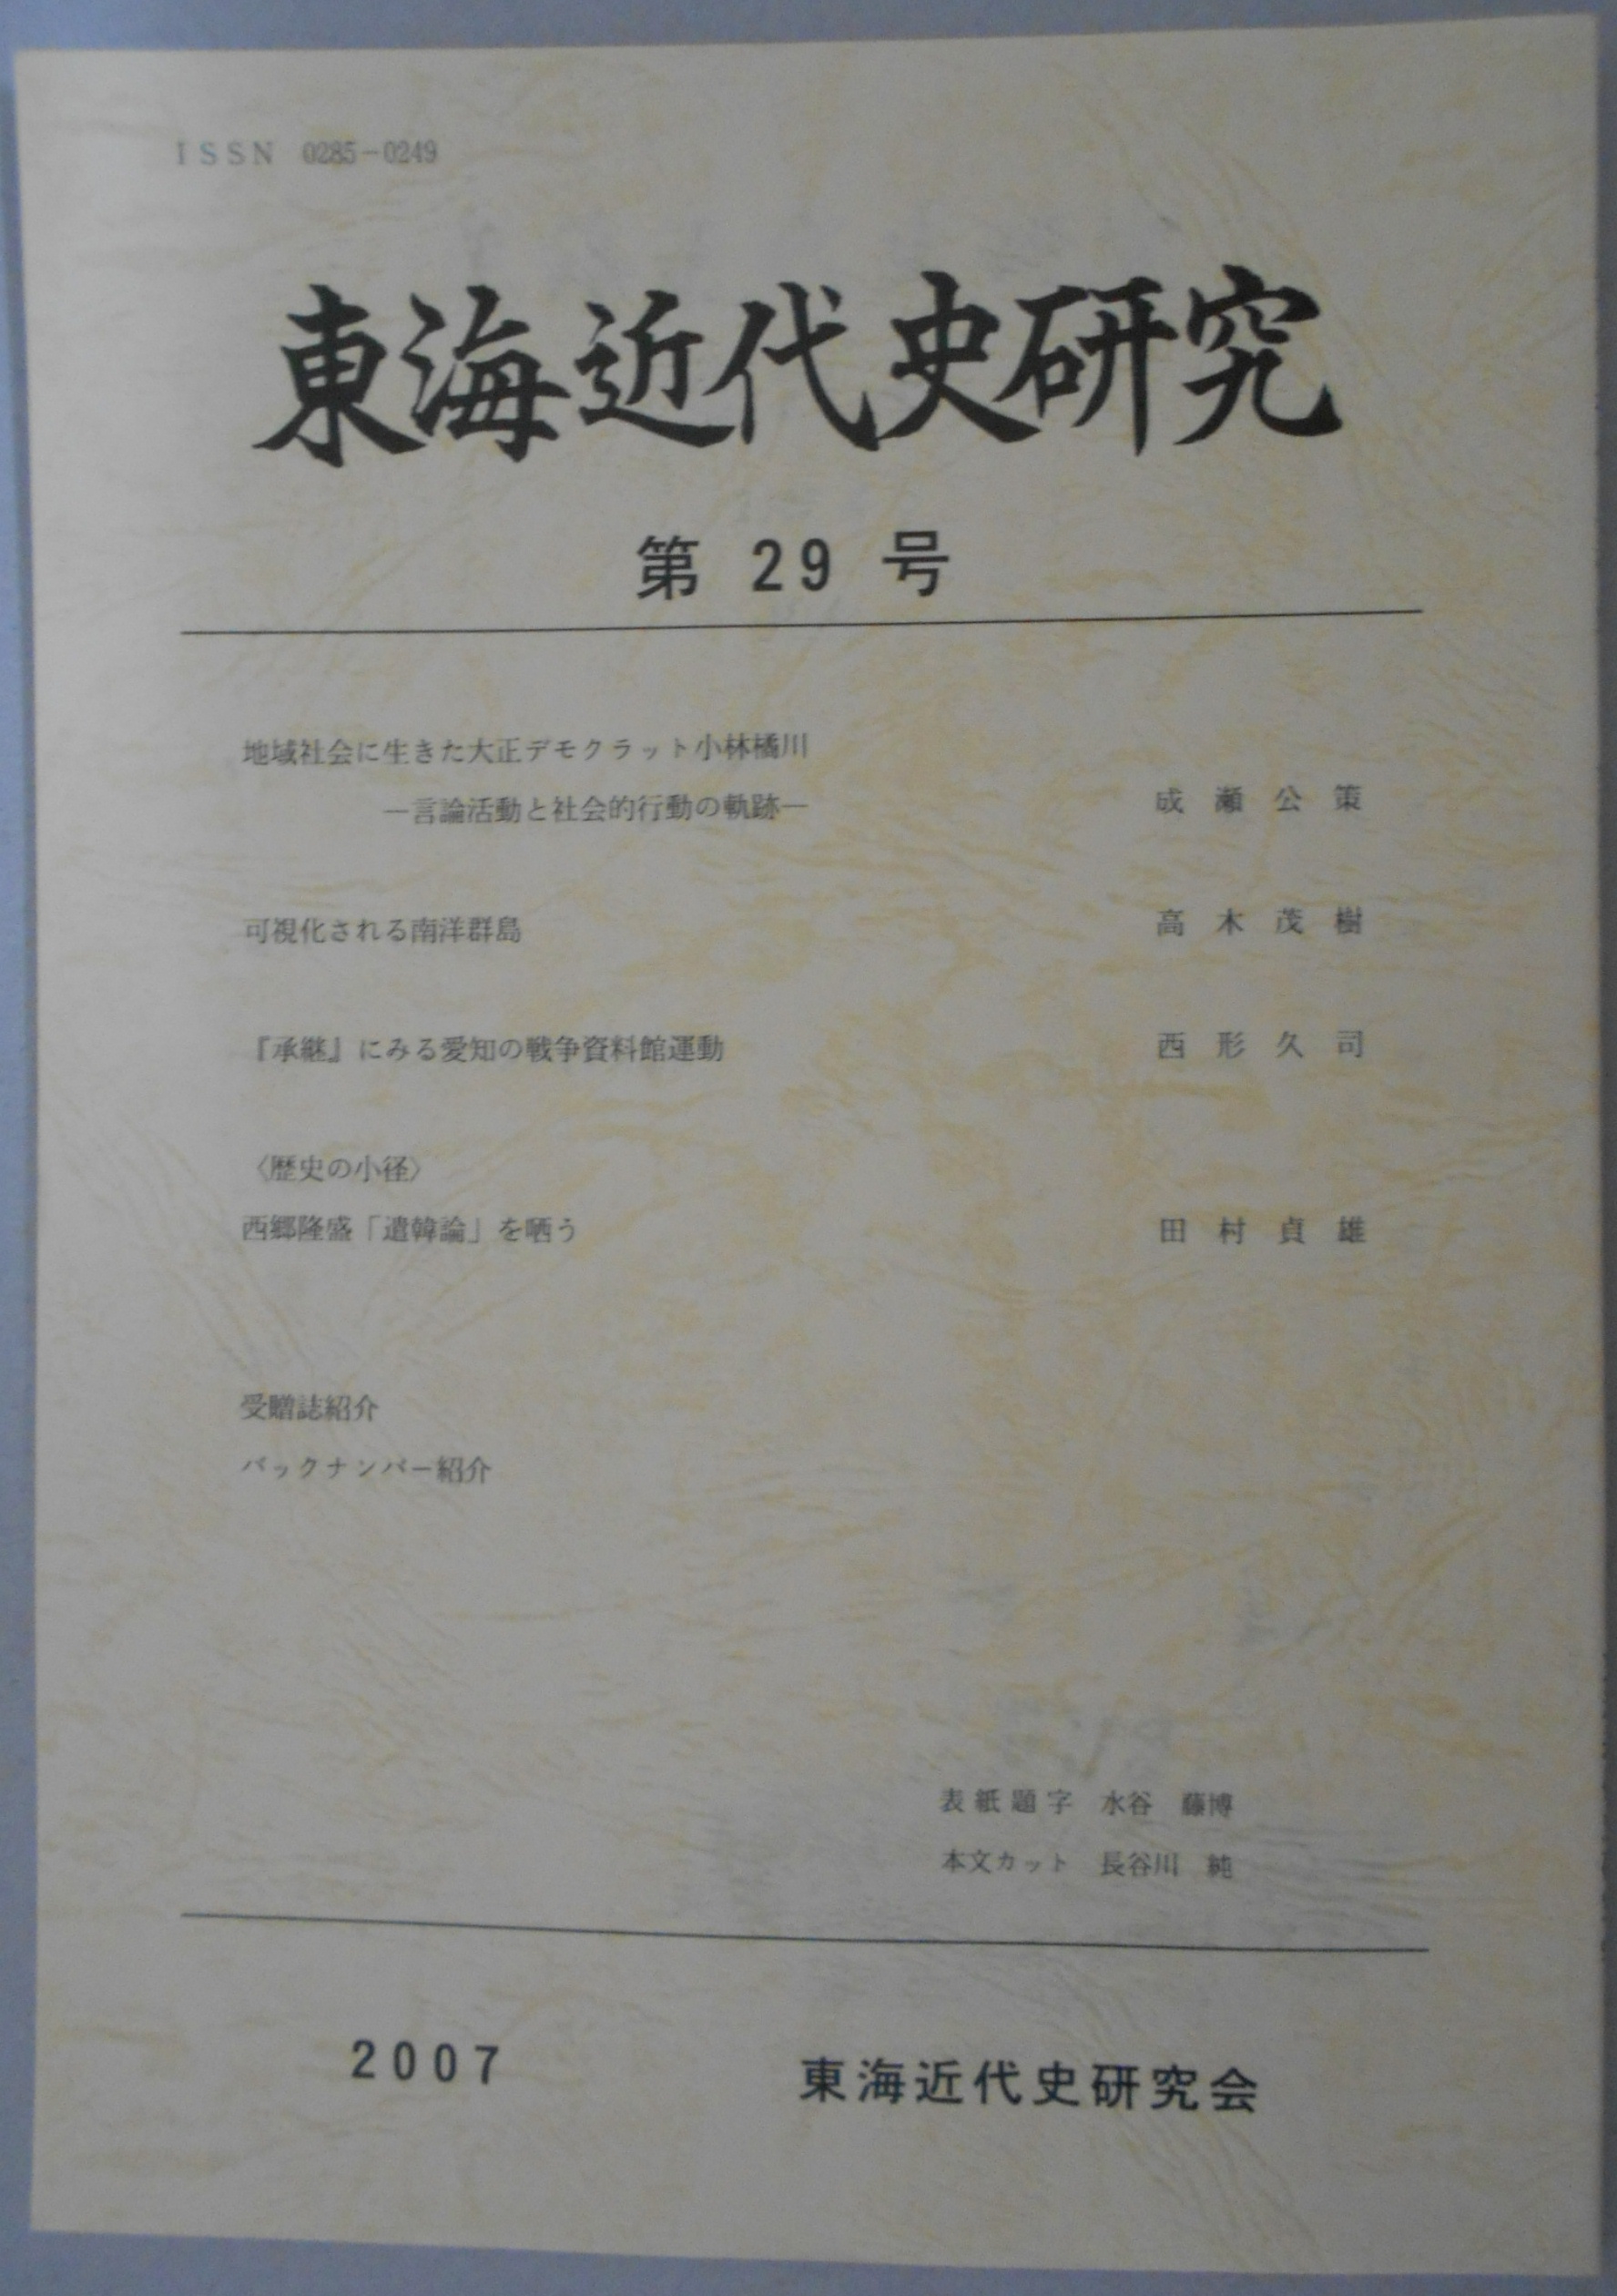 ISSN 0285-0249
東海近代史研究
第 29 号
地域社会に生きた大正デモクラット小林橘川
―言論活動と社会的行動の軌跡― 成瀬公策
可視化される南洋群島 高木茂樹
『承継』にみる愛知の戦争資料館運動 西形久司
〈歴史の小径〉
西郷隆盛「遣韓論」を哂う 田村貞雄
受贈誌紹介
バックナンバー紹介
表紙題字 水谷 藤博
本文カット 長谷川 純
2007 東海近代史研究会